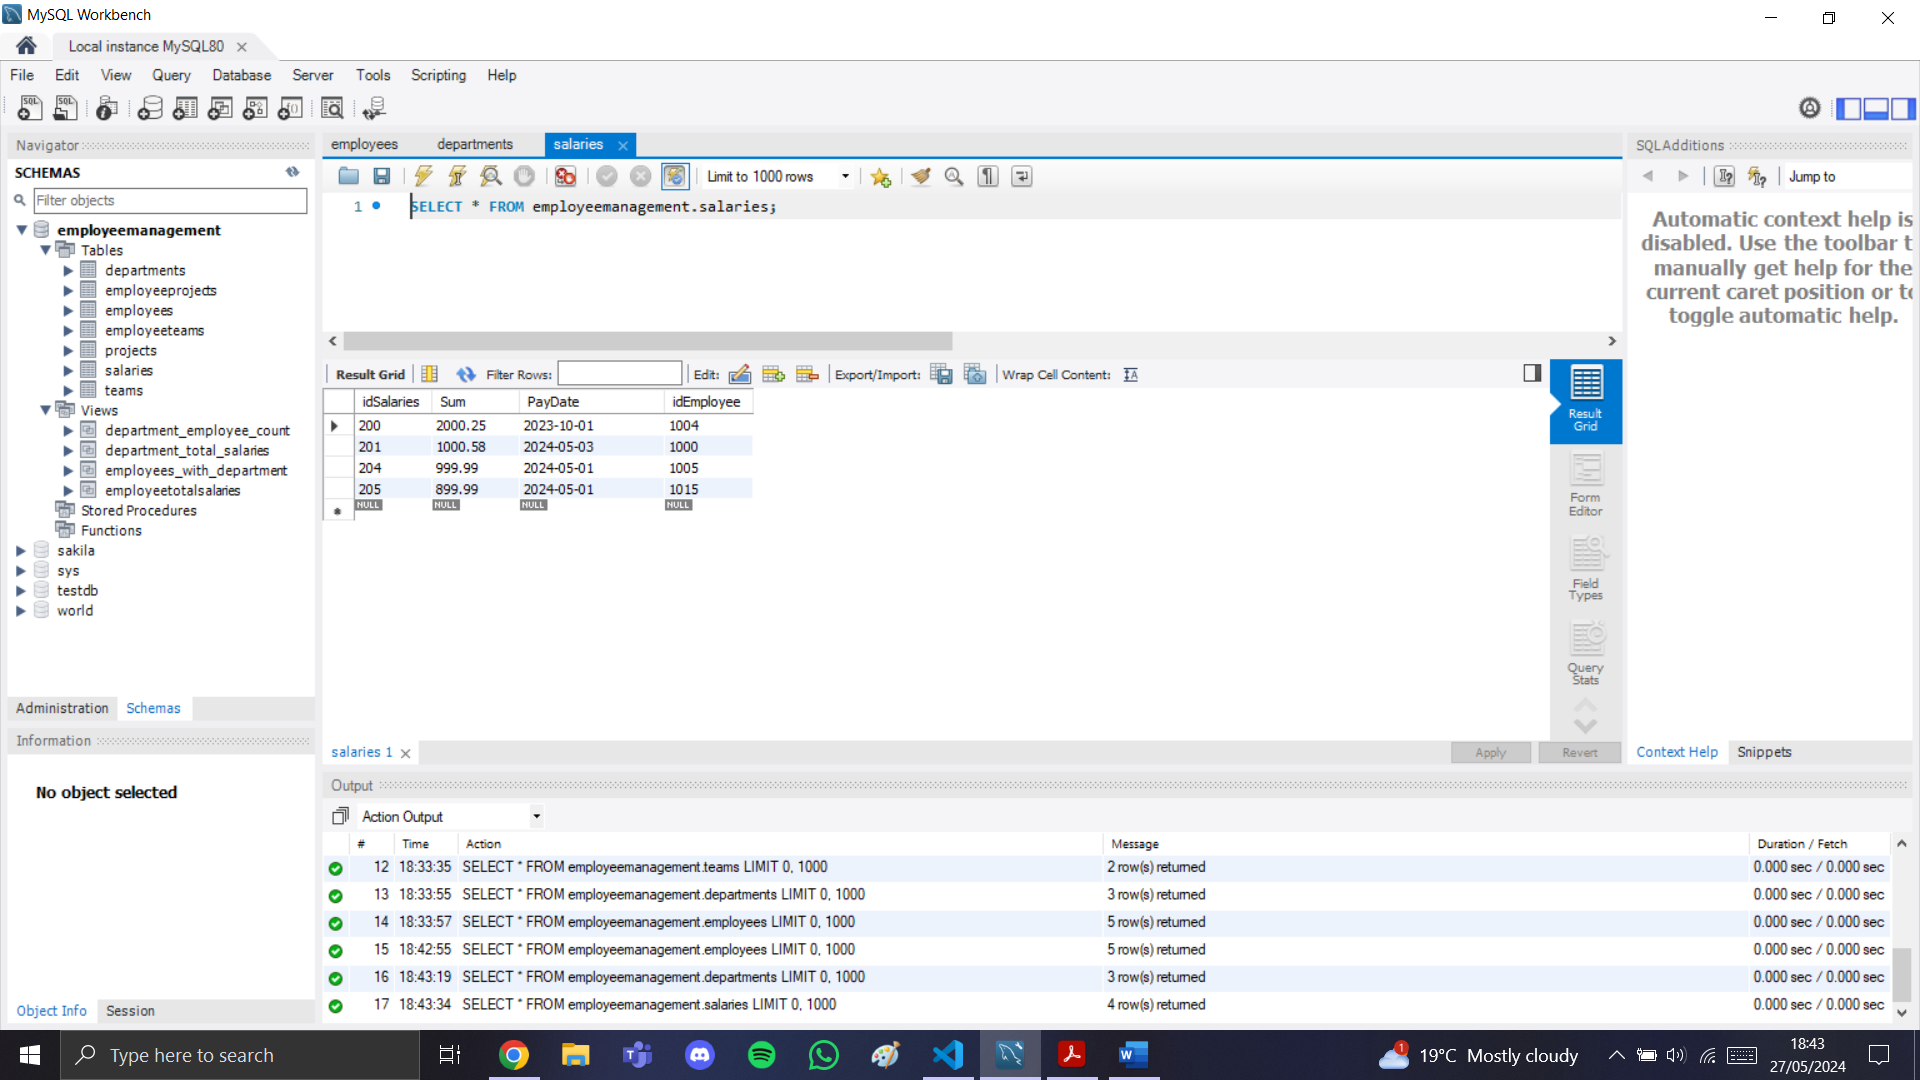 MySQL Workbench
Local instance MySQL80
File Edit View Query Database Server Tools Scripting Help
Navigator
SCHEMAS
Filter objects
employeemanagement
Tables
departments
employeeprojects
employees
employeeteams
projects
salaries
teams
Views
department_employee_count
department_total_salaries
employees_with_department
employeetotalsalaries
Stored Procedures
Functions
sakila
sys
testdb
world
Administration Schemas
Information
No object selected
Object Info Session
employees departments salaries
Limit to 1000 rows
1 SELECT * FROM employeemanagement.salaries;
Result Grid Filter Rows: Edit: Export/Import: Wrap Cell Content:
idSalaries Sum PayDate idEmployee
200 2000.25 2023-10-01 1004
201 1000.58 2024-05-03 1000
204 999.99 2024-05-01 1005
205 899.99 2024-05-01 1015
NULL NULL NULL NULL
Result
Grid
Form
Editor
Field
Types
Query
Stats
salaries 1
Apply Revert
SQLAdditions
Jump to
Automatic context help is
disabled. Use the toolbar t
manually get help for the
current caret position or to
toggle automatic help.
Context Help Snippets
Output
Action Output
# Time Action Message Duration / Fetch
12 18:33:35 SELECT * FROM employeemanagement.teams LIMIT 0, 1000 2 row(s) returned 0.000 sec / 0.000 sec
13 18:33:55 SELECT * FROM employeemanagement.departments LIMIT 0, 1000 3 row(s) returned 0.000 sec / 0.000 sec
14 18:33:57 SELECT * FROM employeemanagement.employees LIMIT 0, 1000 5 row(s) returned 0.000 sec / 0.000 sec
15 18:42:55 SELECT * FROM employeemanagement.employees LIMIT 0, 1000 5 row(s) returned 0.000 sec / 0.000 sec
16 18:43:19 SELECT * FROM employeemanagement.departments LIMIT 0, 1000 3 row(s) returned 0.000 sec / 0.000 sec
17 18:43:34 SELECT * FROM employeemanagement.salaries LIMIT 0, 1000 4 row(s) returned 0.000 sec / 0.000 sec
Type here to search
1
19°C Mostly cloudy
18:43
27/05/2024